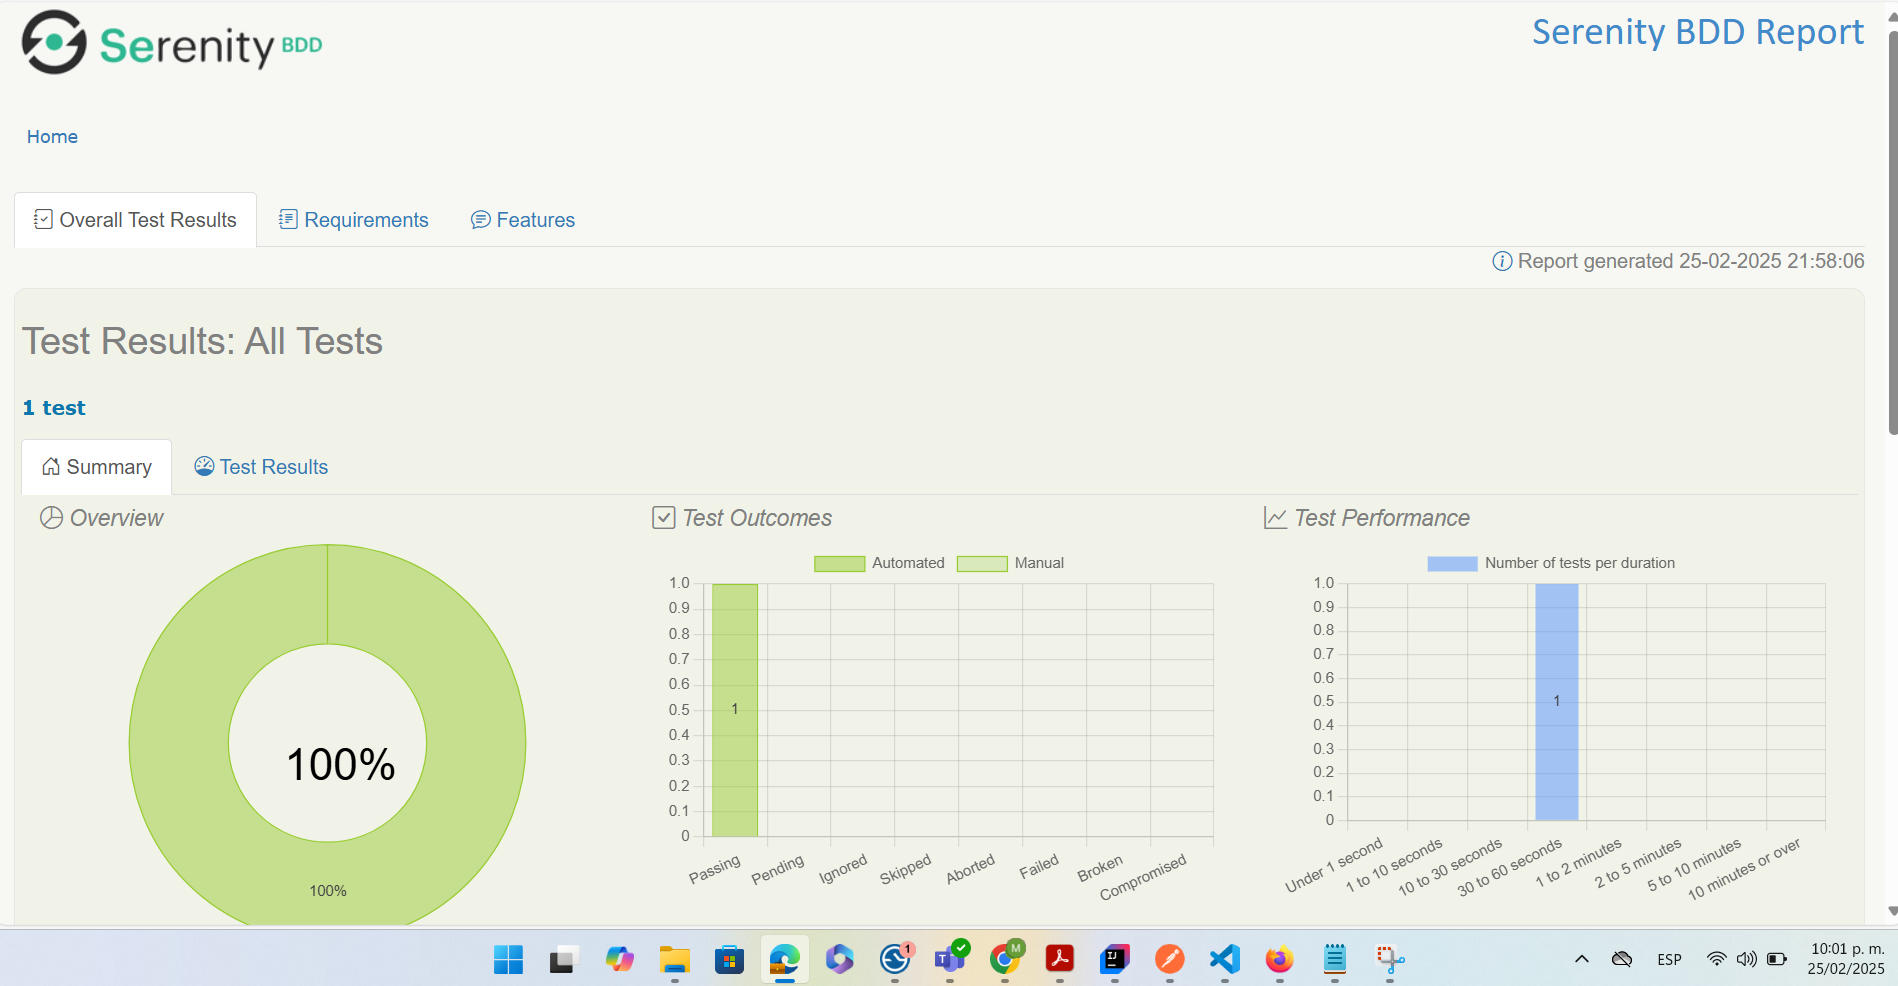 Serenity BDD
Serenity BDD Report
Home
Overall Test Results
Requirements
Features
Report generated 25-02-2025 21:58:06
Test Results: All Tests
1 test
Summary
Test Results
Overview
100%
100%
Test Outcomes
Automated
Manual
1.0
0.9
0.8
0.7
0.6
0.5
0.4
0.3
0.2
0.1
0
1
Passing
Pending
Ignored
Skipped
Aborted
Failed
Broken
Compromised
Test Performance
Number of tests per duration
1.0
0.9
0.8
0.7
0.6
0.5
0.4
0.3
0.2
0.1
0
1
Under 1 second
1 to 10 seconds
10 to 30 seconds
30 to 60 seconds
1 to 2 minutes
2 to 5 minutes
5 to 10 minutes
10 minutes or over
1
T
M
IJ
ESP
10:01 p. m.
25/02/2025